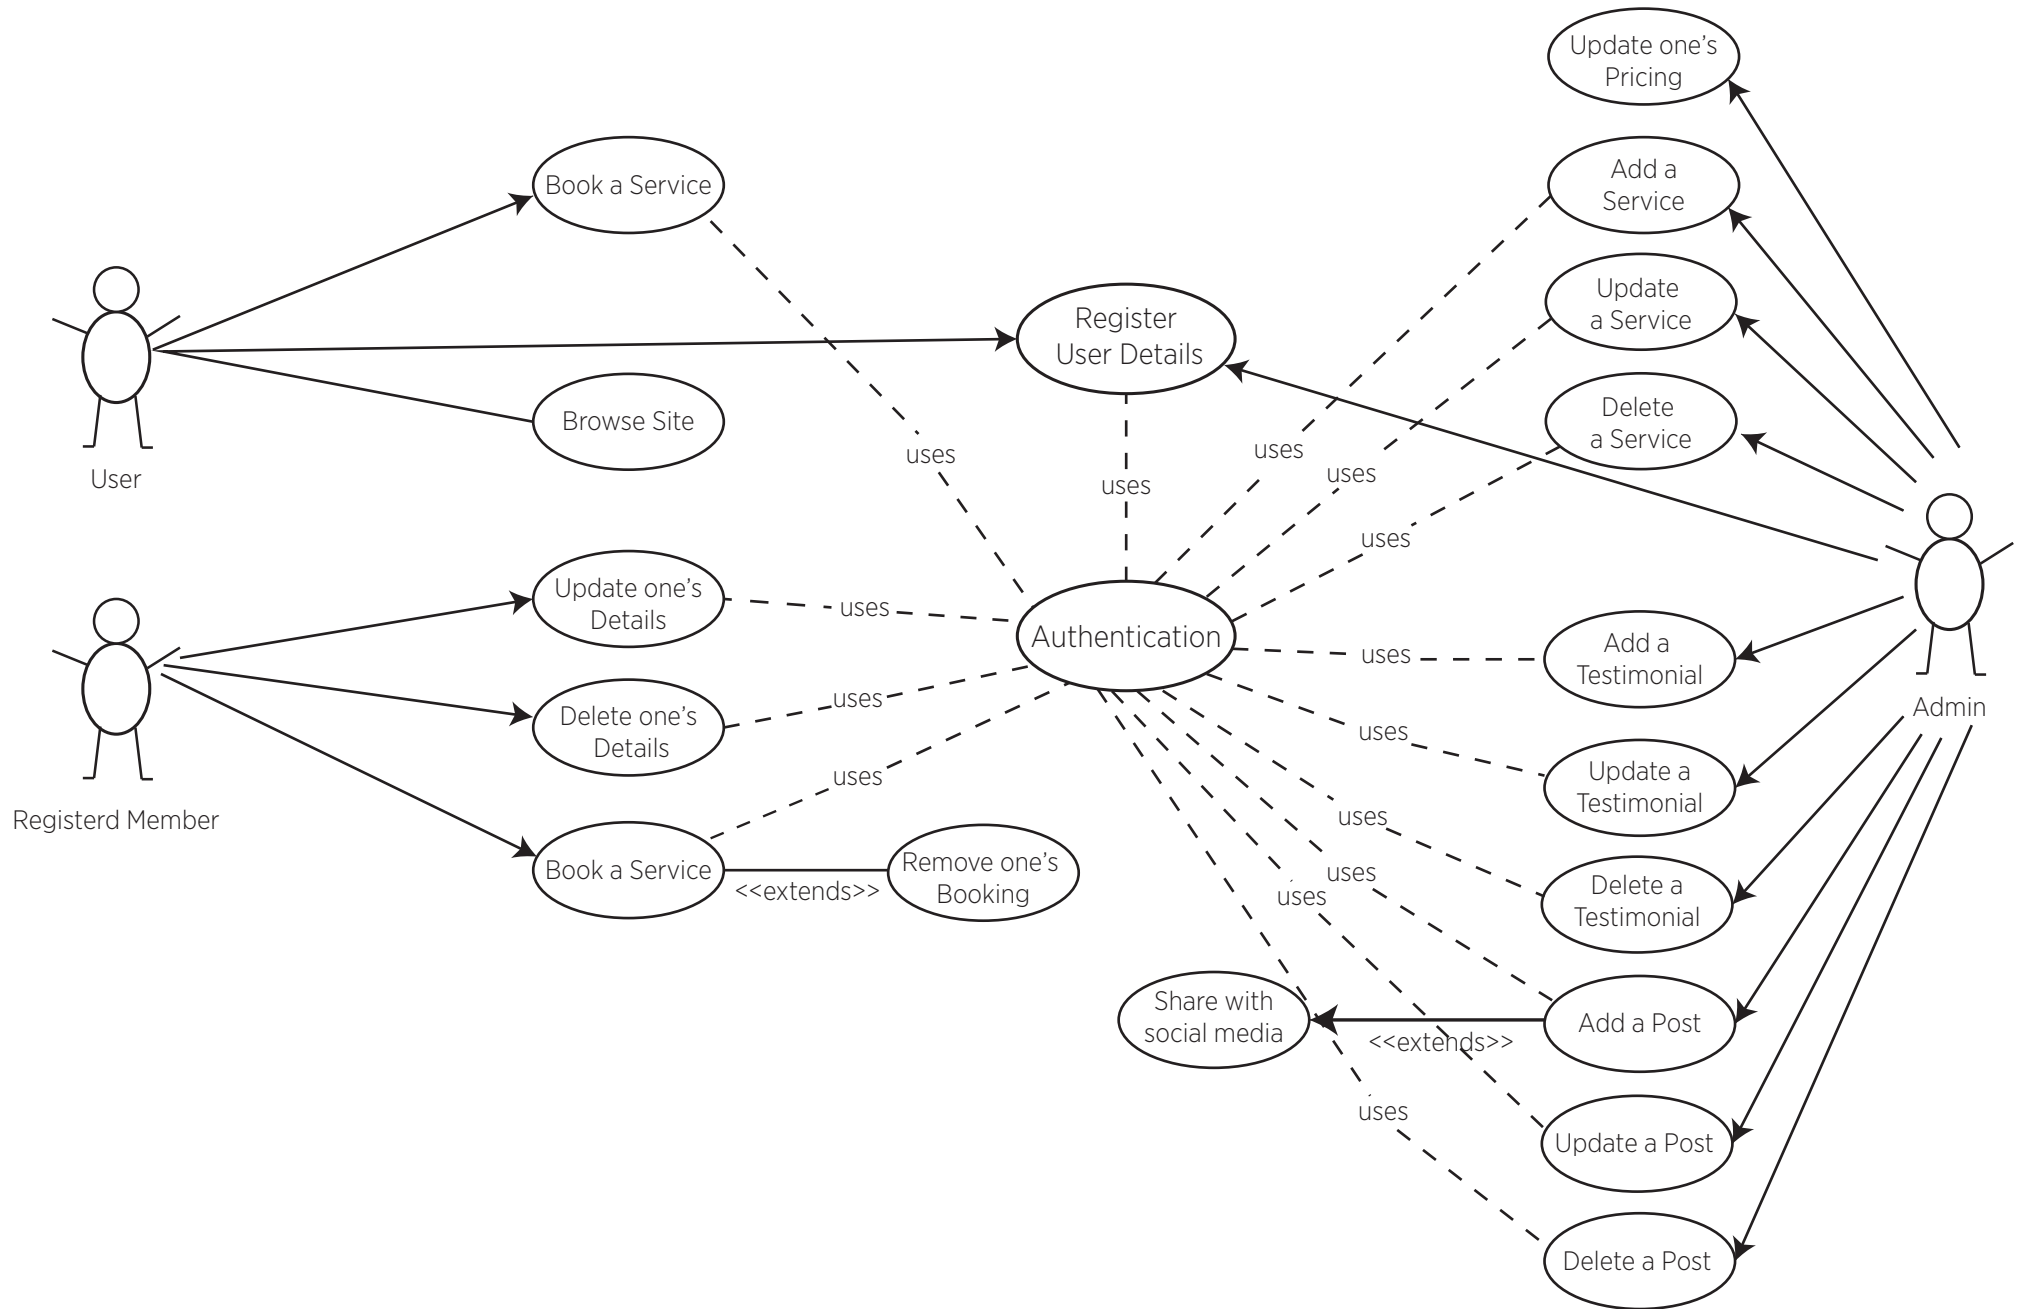 Update one's
Pricing
Book a Service
Add a
Service
Update
a Service
Register
User Details
Delete
a Service
Browse Site
uses
uses
uses
uses
User
uses
Update one's
Details
uses
Authentication
Add a
Testimonial
uses
Admin
Delete one's
Details
uses
uses
Update a
Testimonial
uses
Registerd Member
uses
Book a Service
<<extends>>
Remove one's
Booking
uses
uses
Delete a
Testimonial
Share with
social media
<<extends>>
Add a Post
uses
Update a Post
Delete a Post